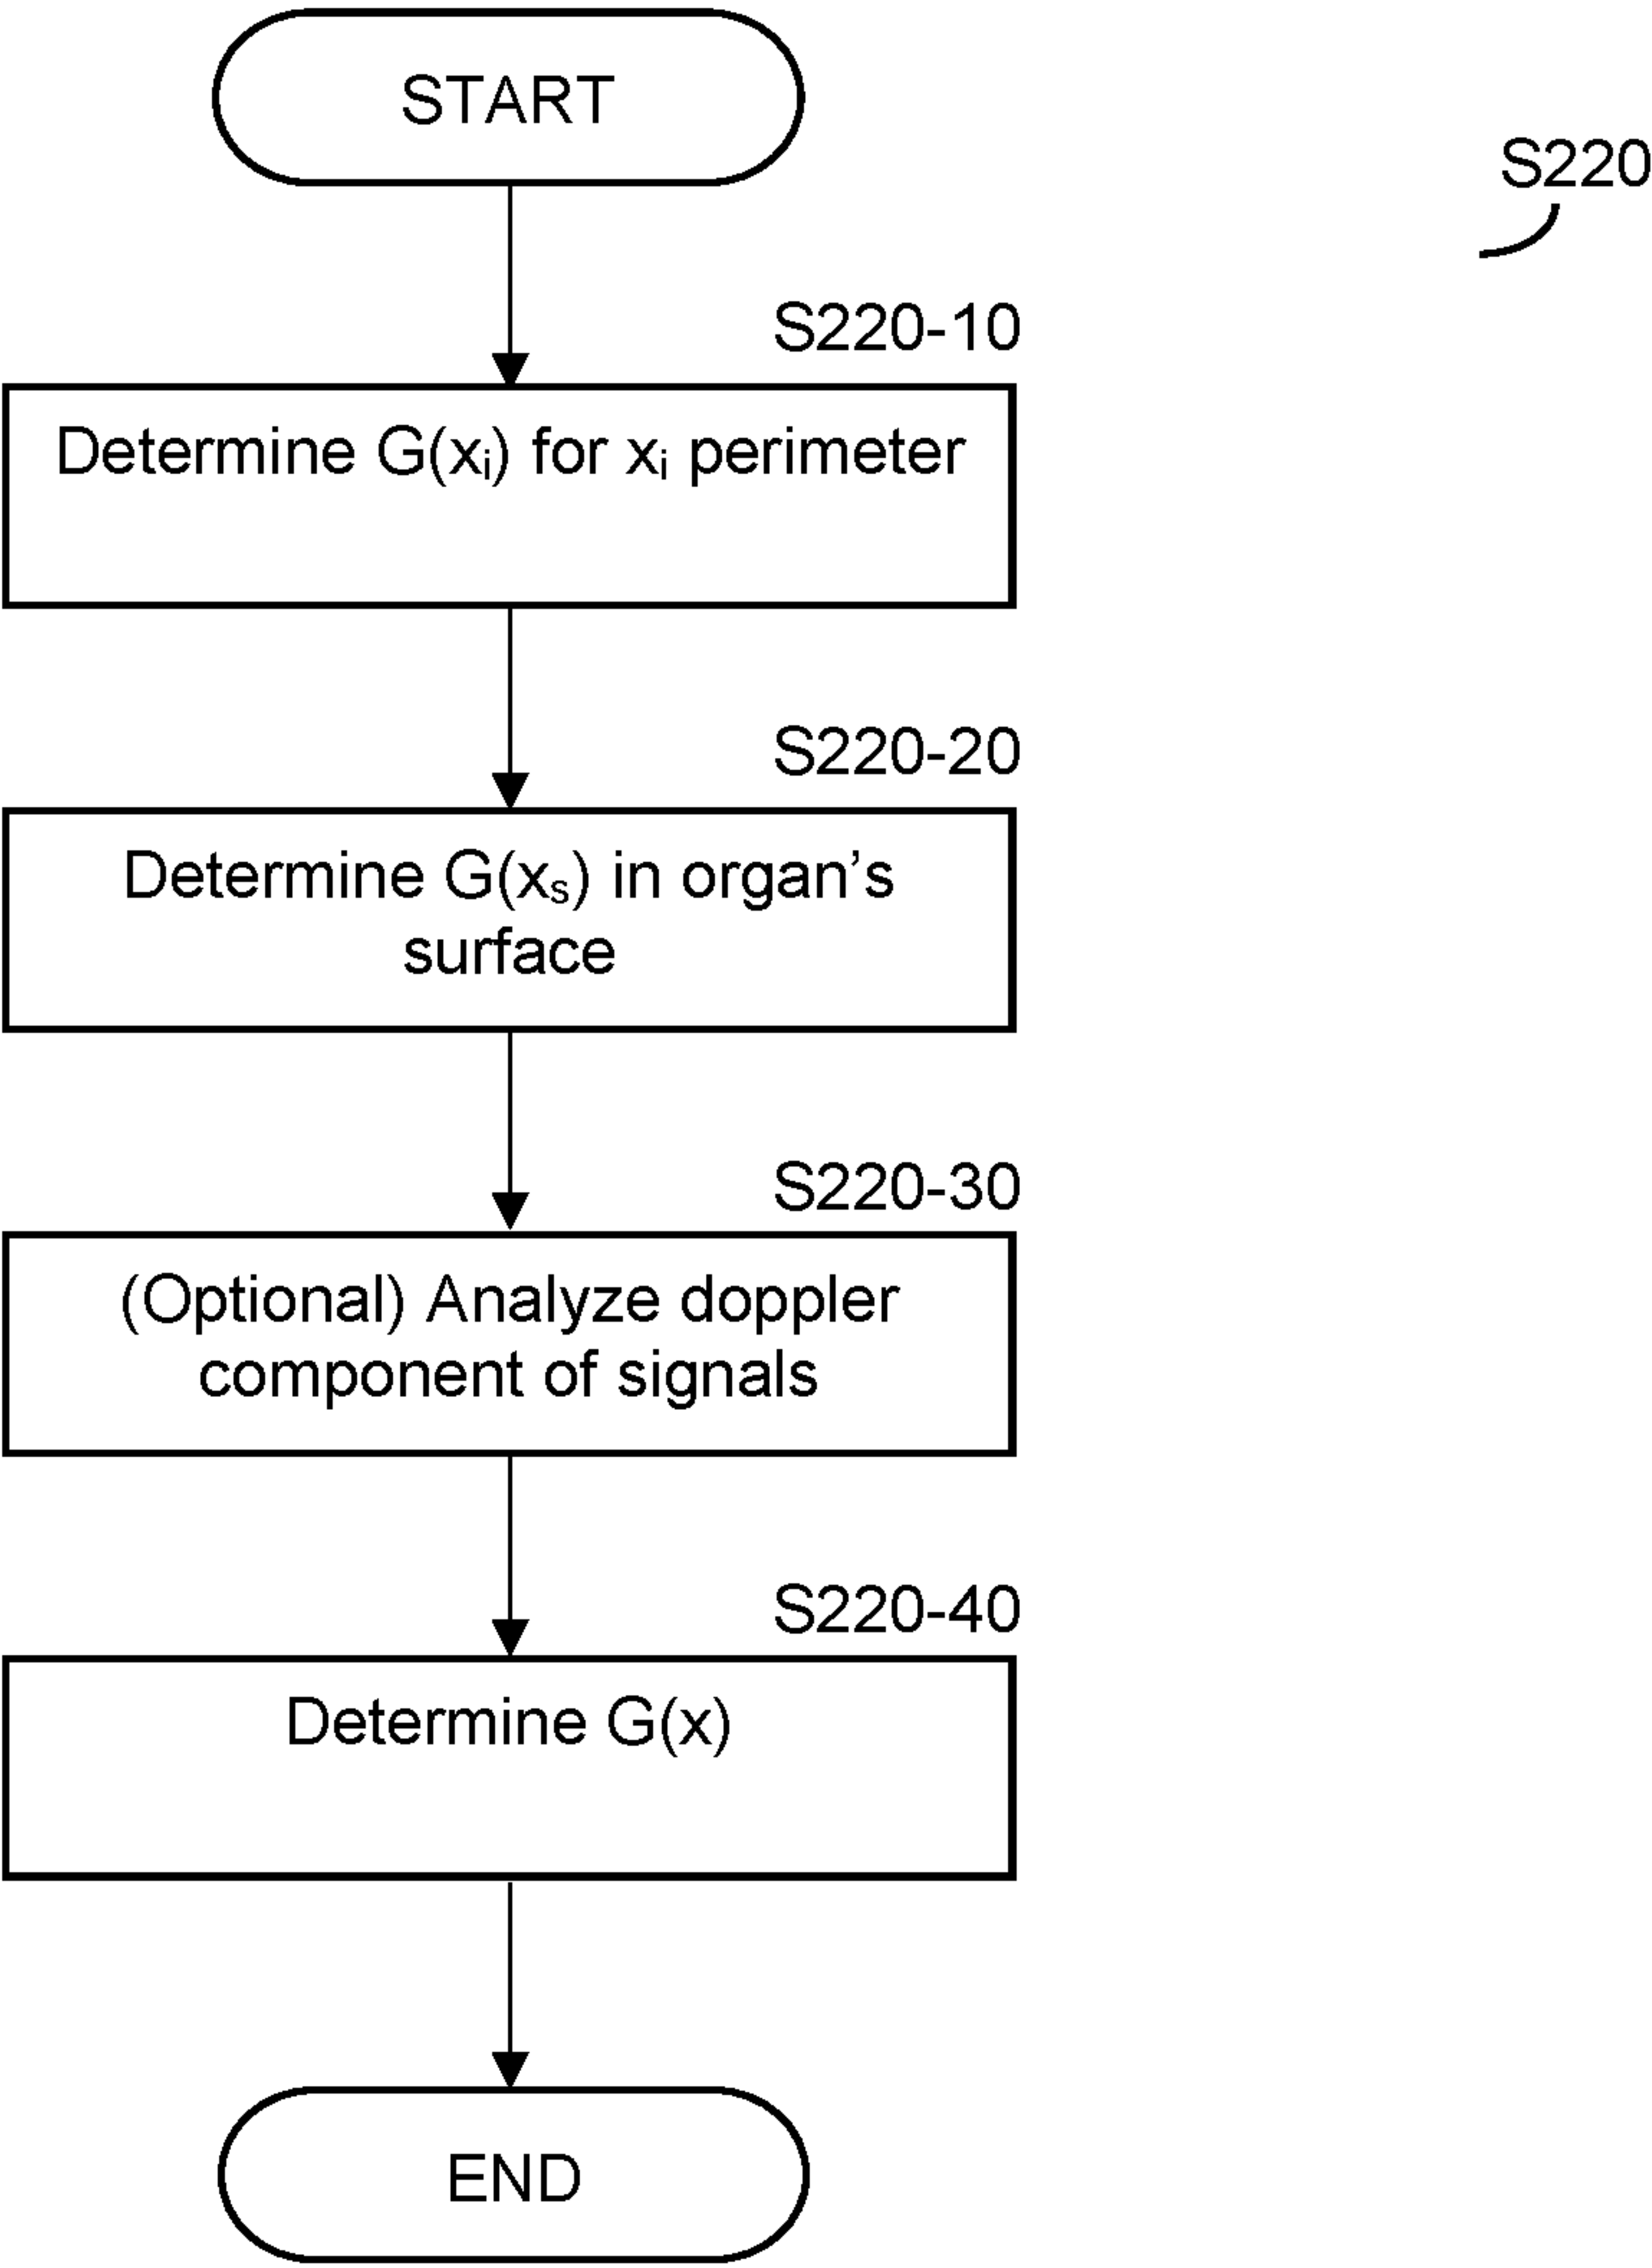 START
S220
S220-10
Determine G(xᵢ) for xᵢ perimeter
S220-20
Determine G(xₛ) in organ’s
surface
S220-30
(Optional) Analyze doppler
component of signals
S220-40
Determine G(x)
END